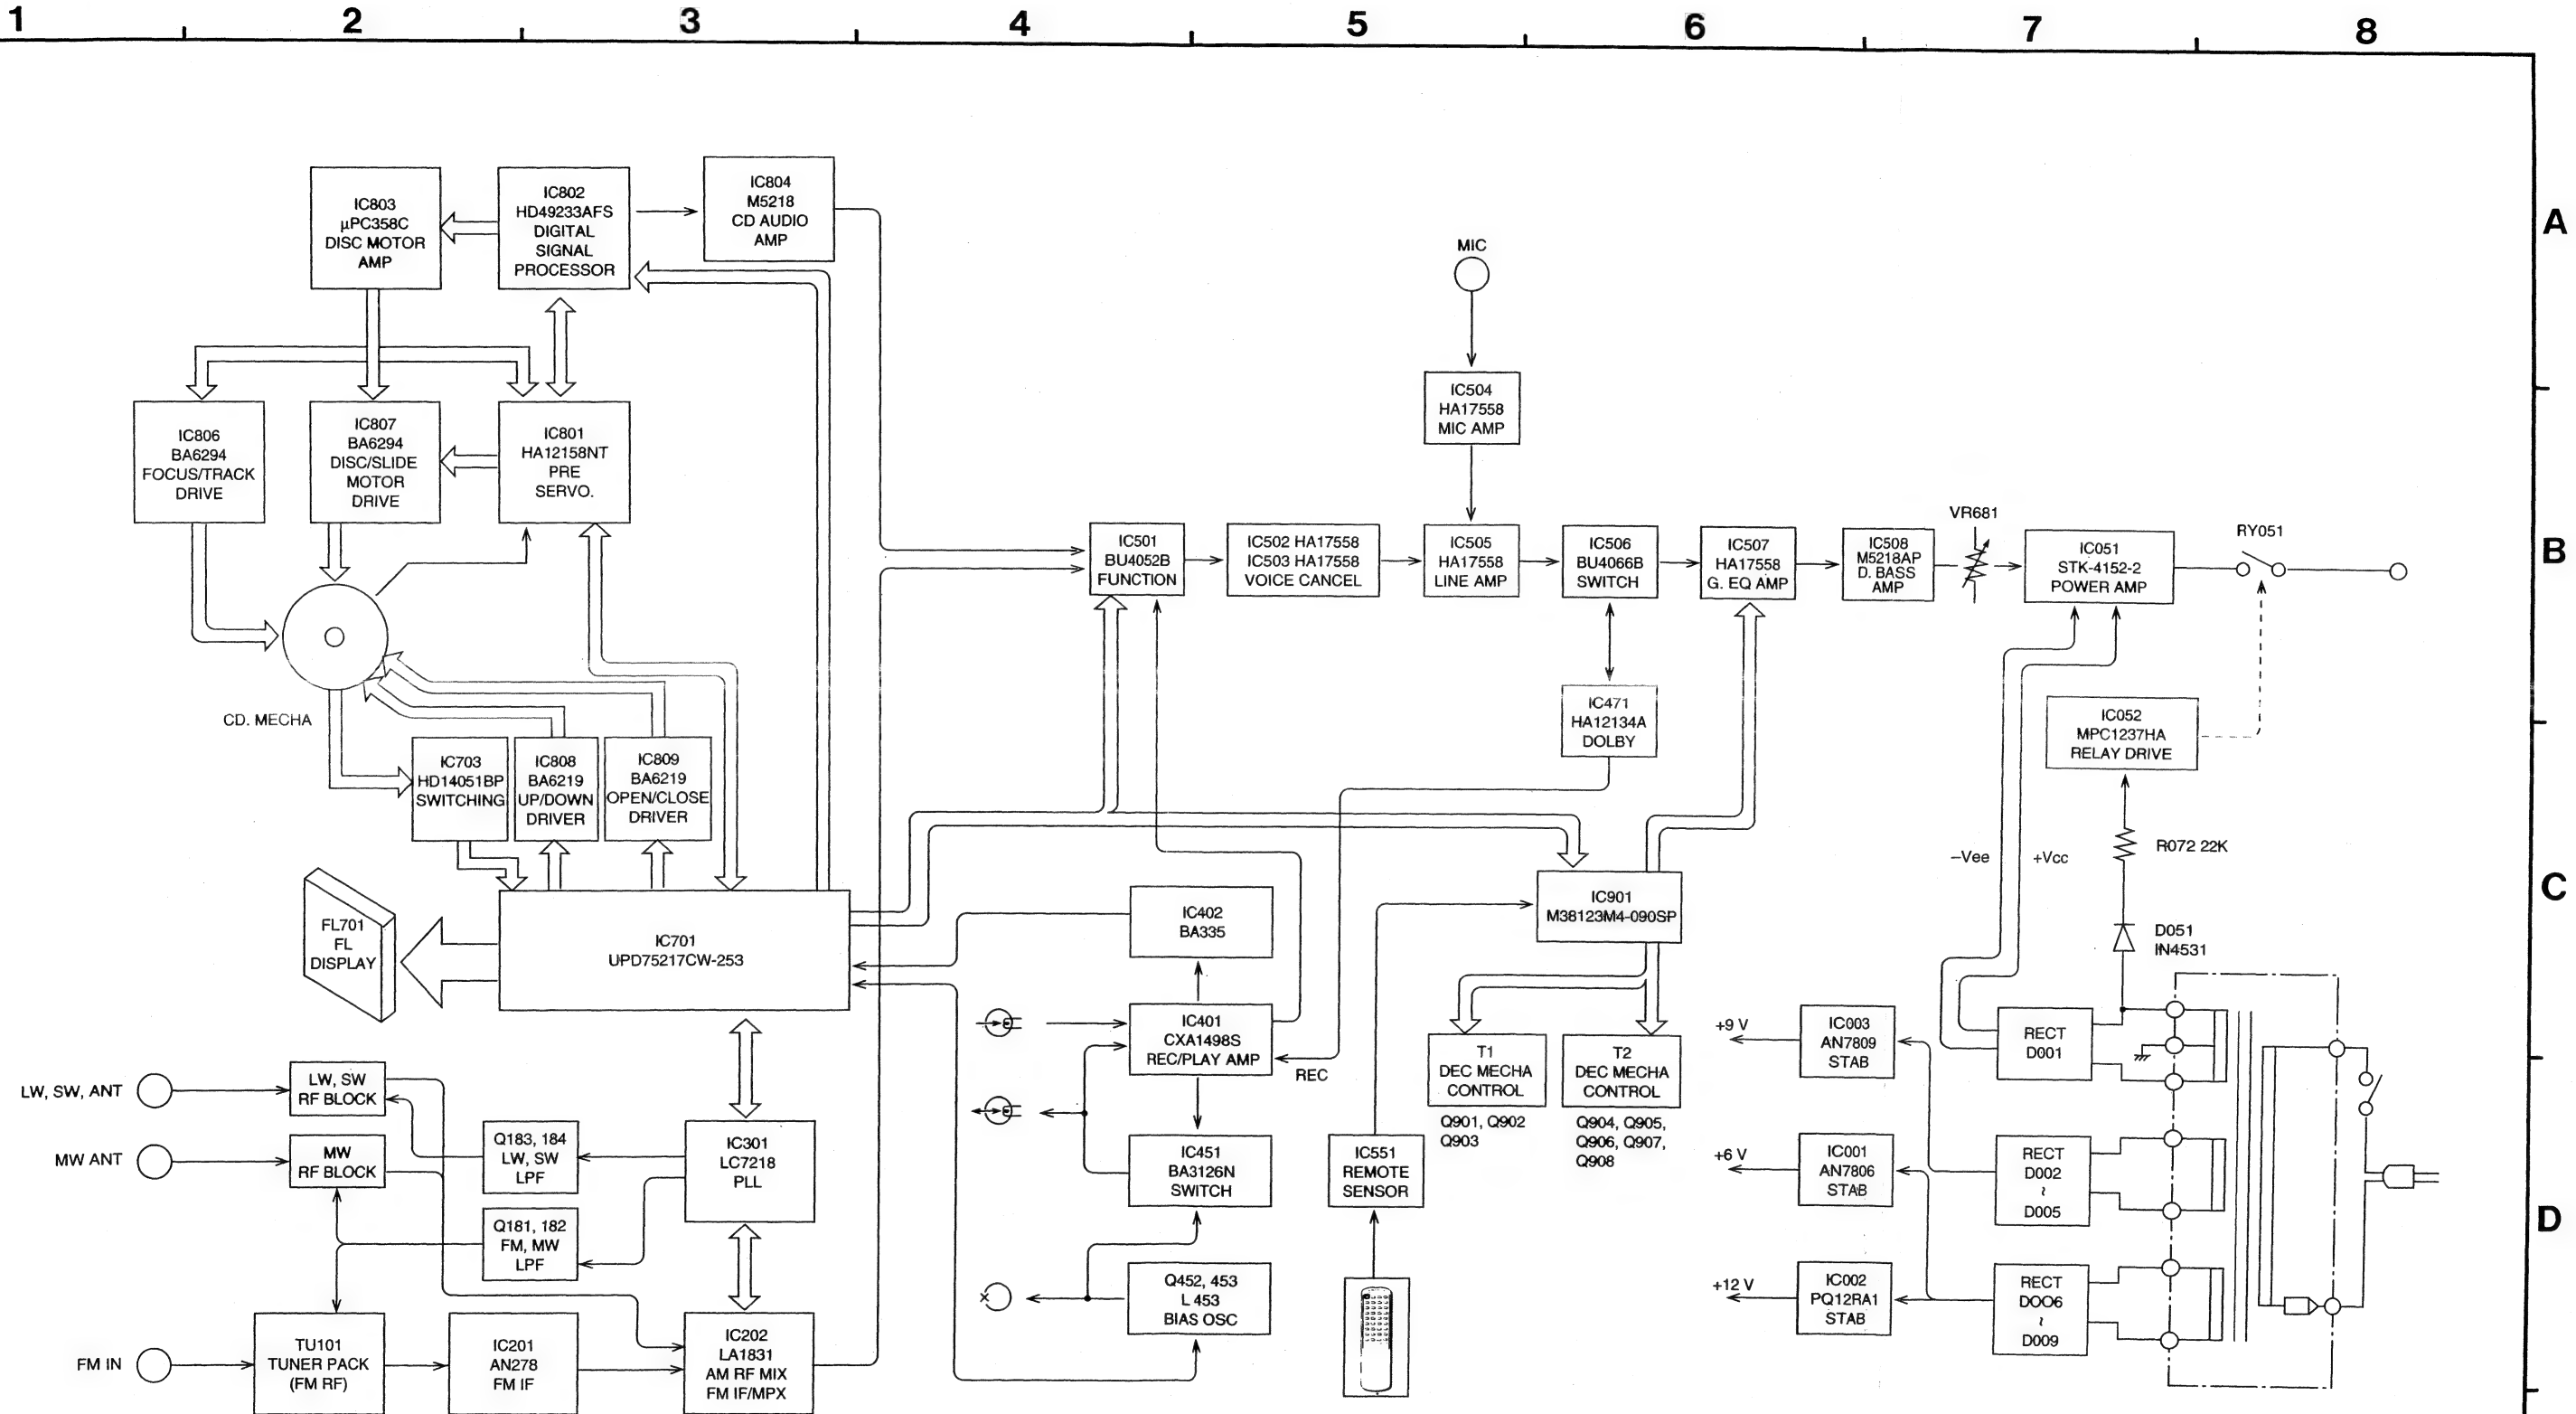 1 2 3 4 5 6 7 8
A
B
C
D
IC803
µPC358C
DISC MOTOR
AMP
IC802
HD49233AFS
DIGITAL
SIGNAL
PROCESSOR
IC804
M5218
CD AUDIO
AMP
IC806
BA6294
FOCUS/TRACK
DRIVE
IC807
BA6294
DISC/SLIDE
MOTOR
DRIVE
IC801
HA12158NT
PRE
SERVO.
CD. MECHA
IC703
HD14051BP
SWITCHING
IC808
BA6219
UP/DOWN
DRIVER
IC809
BA6219
OPEN/CLOSE
DRIVER
FL701
FL
DISPLAY
IC701
UPD75217CW-253
LW, SW, ANT
LW, SW
RF BLOCK
MW ANT
MW
RF BLOCK
Q183, 184
LW, SW
LPF
Q181, 182
FM, MW
LPF
IC301
LC7218
PLL
FM IN
TU101
TUNER PACK
(FM RF)
IC201
AN278
FM IF
IC202
LA1831
AM RF MIX
FM IF/MPX
MIC
IC504
HA17558
MIC AMP
IC501
BU4052B
FUNCTION
IC502 HA17558
IC503 HA17558
VOICE CANCEL
IC505
HA17558
LINE AMP
IC506
BU4066B
SWITCH
IC507
HA17558
G. EQ AMP
IC508
M5218AP
D. BASS
AMP
VR681
IC051
STK-4152-2
POWER AMP
RY051
IC471
HA12134A
DOLBY
IC052
MPC1237HA
RELAY DRIVE
R072 22K
–Vee
+Vcc
D051
IN4531
IC402
BA335
IC901
M38123M4-090SP
IC401
CXA1498S
REC/PLAY AMP
REC
T1
DEC MECHA
CONTROL
Q901, Q902
Q903
T2
DEC MECHA
CONTROL
Q904, Q905,
Q906, Q907,
Q908
IC451
BA3126N
SWITCH
IC551
REMOTE
SENSOR
Q452, 453
L 453
BIAS OSC
+9 V
IC003
AN7809
STAB
RECT
D001
+6 V
IC001
AN7806
STAB
RECT
D002
≀
D005
+12 V
IC002
PQ12RA1
STAB
RECT
DOO6
≀
D009